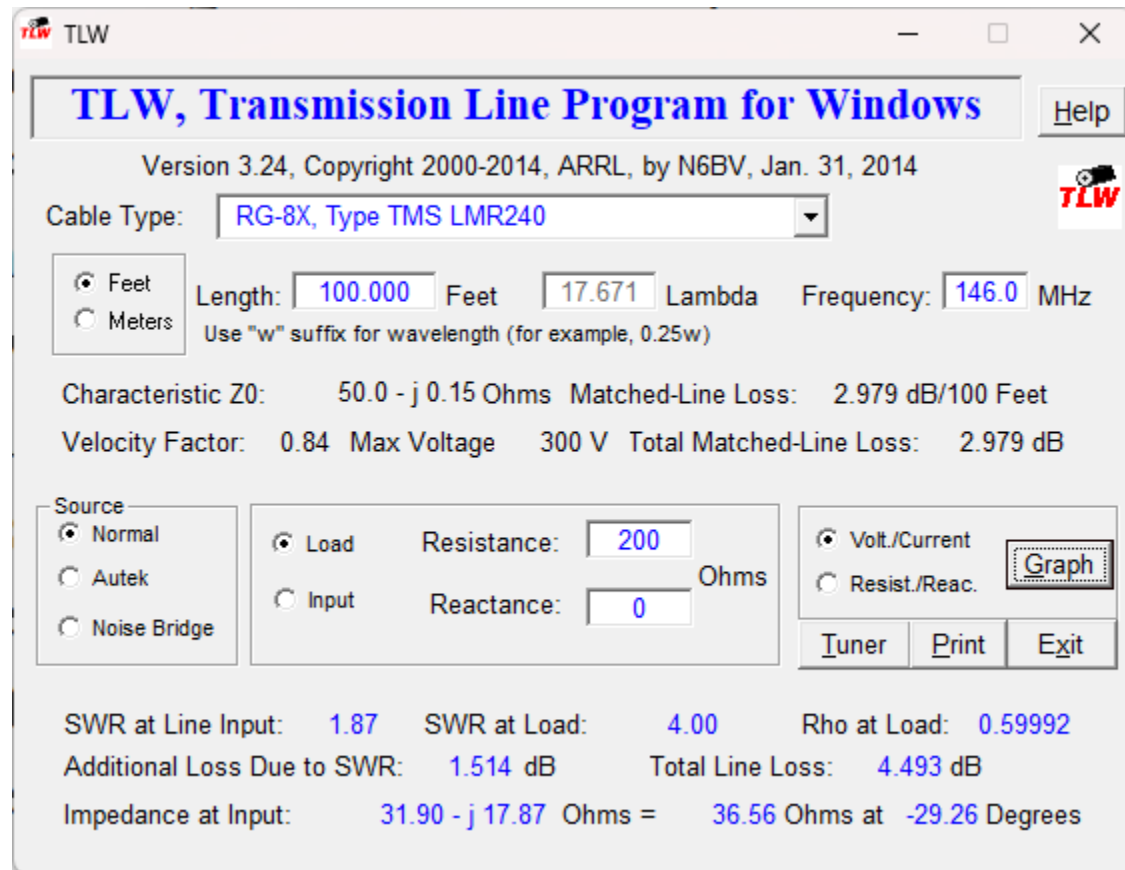 TLW TLW
TLW, Transmission Line Program for Windows
Help
Version 3.24, Copyright 2000-2014, ARRL, by N6BV, Jan. 31, 2014
TLW
Cable Type: RG-8X, Type TMS LMR240
Feet
Meters
Length: 100.000 Feet 17.671 Lambda Frequency: 146.0 MHz
Use "w" suffix for wavelength (for example, 0.25w)
Characteristic Z0: 50.0 - j 0.15 Ohms Matched-Line Loss: 2.979 dB/100 Feet
Velocity Factor: 0.84 Max Voltage 300 V Total Matched-Line Loss: 2.979 dB
Source
Normal
Autek
Noise Bridge
Load
Input
Resistance: 200
Ohms
Reactance: 0
Volt./Current
Resist./Reac.
Graph
Tuner Print Exit
SWR at Line Input: 1.87 SWR at Load: 4.00 Rho at Load: 0.59992
Additional Loss Due to SWR: 1.514 dB Total Line Loss: 4.493 dB
Impedance at Input: 31.90 - j 17.87 Ohms = 36.56 Ohms at -29.26 Degrees